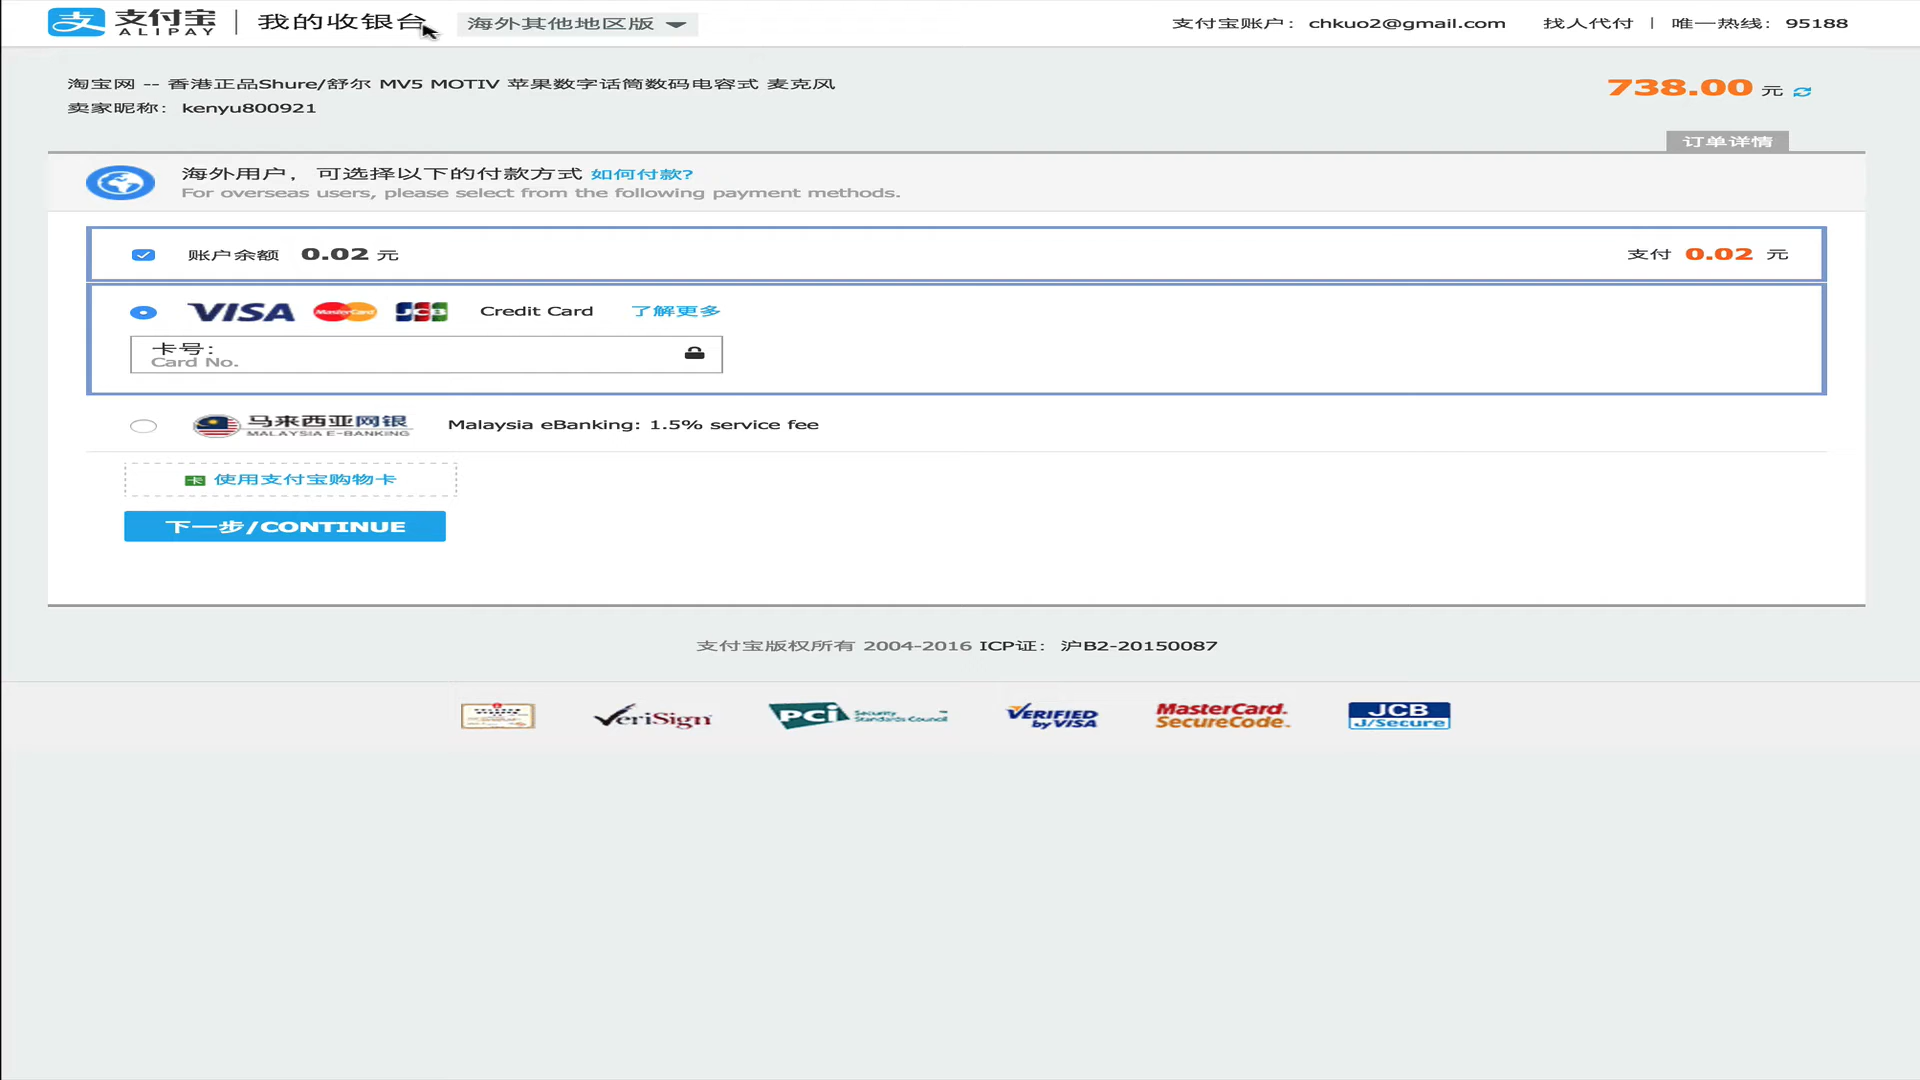 支 支付宝 ALIPAY | 我的收银台 海外其他地区版 支付宝账户： chkuo2@gmail.com 找人代付 | 唯一热线： 95188
淘宝网 -- 香港正品Shure/舒尔 MV5 MOTIV 苹果数字话筒数码电容式 麦克风
738.00 元
卖家昵称： kenyu800921
订单详情
海外用户，可选择以下的付款方式 如何付款?
For overseas users, please select from the following payment methods.
账户余额 0.02 元 支付 0.02 元
VISA MasterCard JCB Credit Card 了解更多
卡号:
Card No.
马来西亚网银 MALAYSIA E-BANKING Malaysia eBanking: 1.5% service fee
卡 使用支付宝购物卡
下一步/CONTINUE
支付宝版权所有 2004-2016 ICP证： 沪B2-20150087
VeriSign PCI Security Standards Council VERIFIED by VISA MasterCard. SecureCode. JCB J/Secure